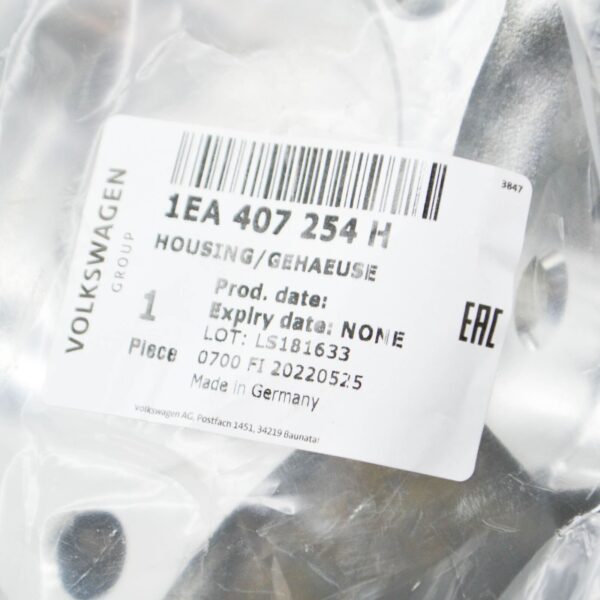 3847
1EA 407 254 H
HOUSING/GEHAEUSE
VOLKSWAGEN
GROUP
1
Piece
Prod. date:
Expiry date: NONE
LOT: LS181633
0700 FI 20220525
Made in Germany
EAC
Volkswagen AG, Postfach 1451, 34219 Baunatal